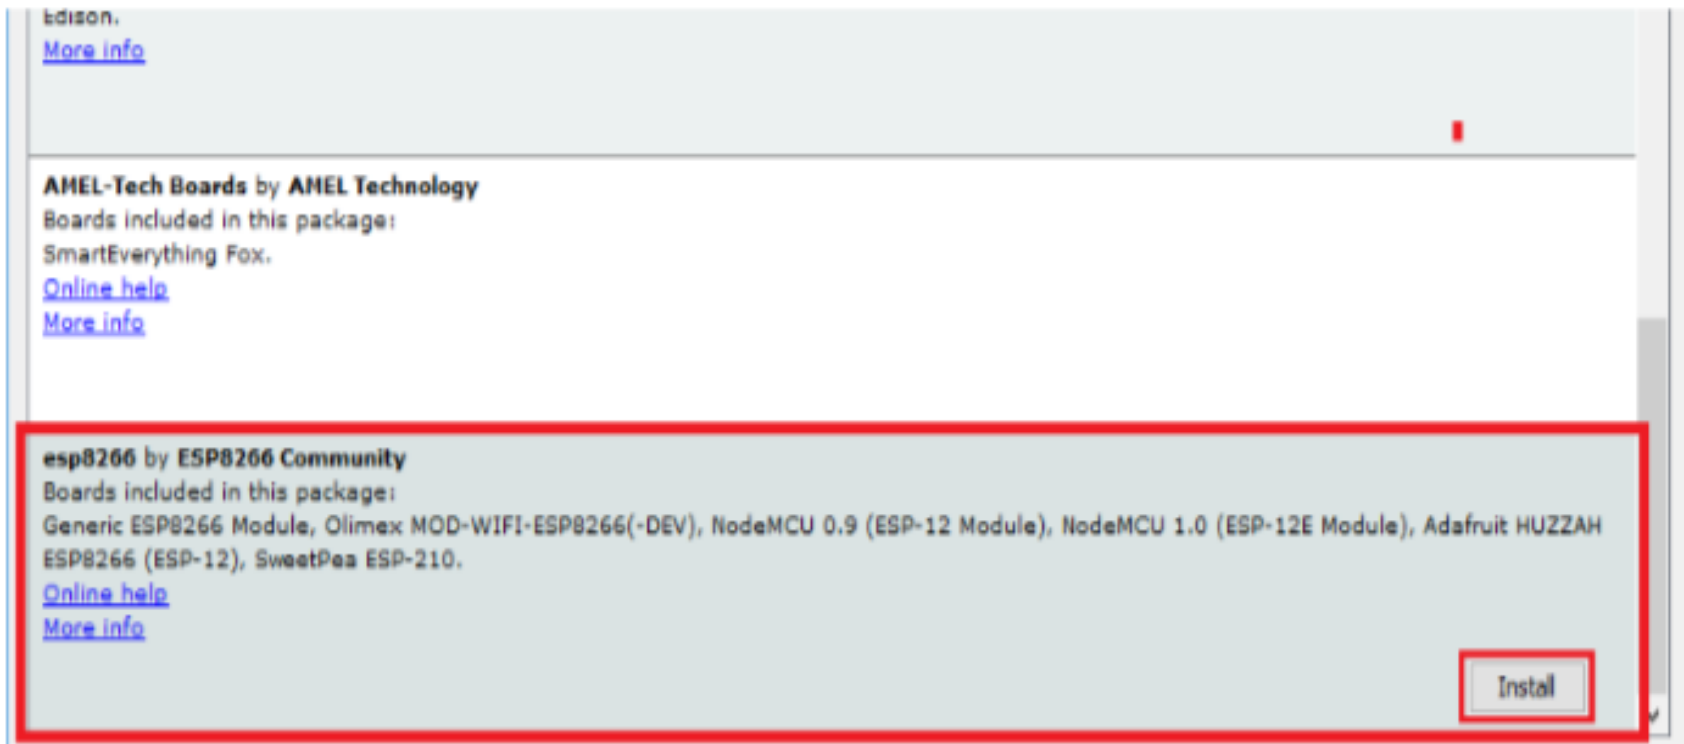 Edison.
More info
AMEL-Tech Boards by AMEL Technology
Boards included in this package:
SmartEverything Fox.
Online help
More info
esp8266 by ESP8266 Community
Boards included in this package:
Generic ESP8266 Module, Olimex MOD-WIFI-ESP8266(-DEV), NodeMCU 0.9 (ESP-12 Module), NodeMCU 1.0 (ESP-12E Module), Adafruit HUZZAH
ESP8266 (ESP-12), SweetPea ESP-210.
Online help
More info
Install